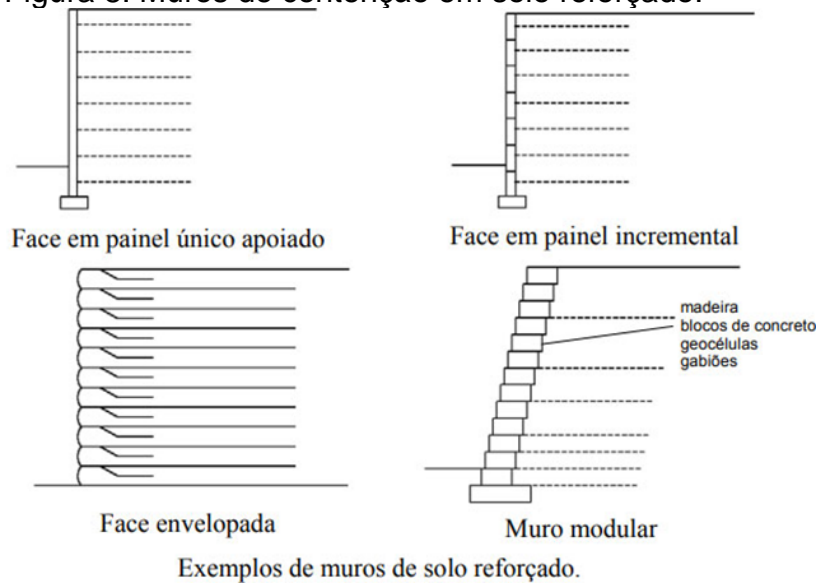 Face em painel único apoiado
Face em painel incremental
madeira
blocos de concreto
geocélulas
gabiões
Face envelopada
Muro modular
Exemplos de muros de solo reforçado.